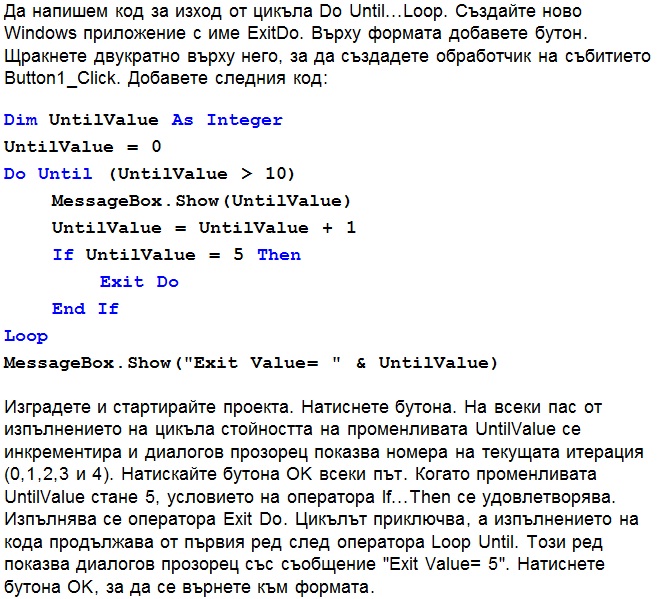 Да напишем код за изход от цикъла Do Until...Loop. Създайте ново
Windows приложение с име ExitDo. Върху формата добавете бутон.
Щракнете двукратно върху него, за да създадете обработчик на събитието
Button1_Click. Добавете следния код:
Dim UntilValue As Integer
UntilValue = 0
Do Until (UntilValue > 10)
MessageBox.Show(UntilValue)
UntilValue = UntilValue + 1
If UntilValue = 5 Then
Exit Do
End If
Loop
MessageBox.Show("Exit Value= " & UntilValue)
Изградете и стартирайте проекта. Натиснете бутона. На всеки пас от
изпълнението на цикъла стойността на променливата UntilValue се
инкрементира и диалогов прозорец показва номера на текущата итерация
(0,1,2,3 и 4). Натискайте бутона OK всеки път. Когато променливата
UntilValue стане 5, условието на оператора If...Then се удовлетворява.
Изпълнява се оператора Exit Do. Цикълът приключва, а изпълнението на
кода продължава от първия ред след оператора Loop Until. Този ред
показва диалогов прозорец със съобщение "Exit Value= 5". Натиснете
бутона OK, за да се върнете към формата.